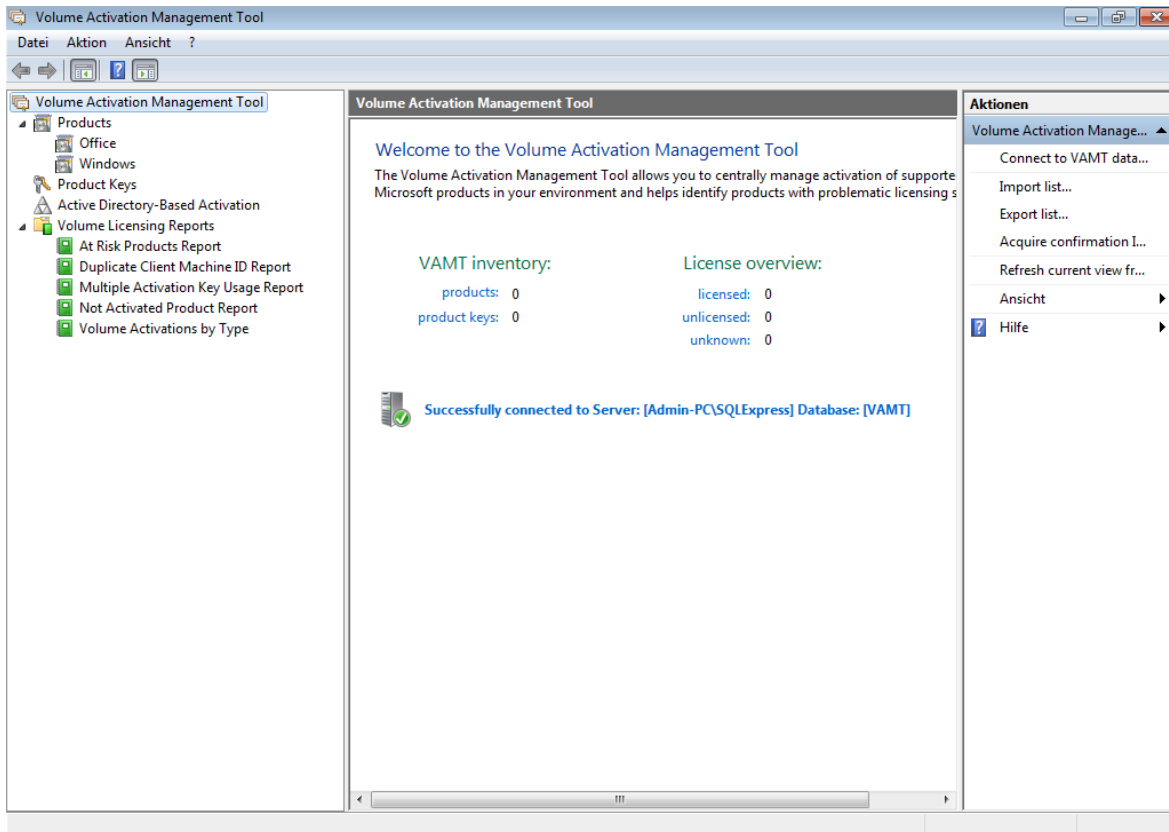 Volume Activation Management Tool
Datei Aktion Ansicht ?
Volume Activation Management Tool
Products
Office
Windows
Product Keys
Active Directory-Based Activation
Volume Licensing Reports
At Risk Products Report
Duplicate Client Machine ID Report
Multiple Activation Key Usage Report
Not Activated Product Report
Volume Activations by Type
Volume Activation Management Tool
Welcome to the Volume Activation Management Tool
The Volume Activation Management Tool allows you to centrally manage activation of supporte
Microsoft products in your environment and helps identify products with problematic licensing s
VAMT inventory:
products: 0
product keys: 0
License overview:
licensed: 0
unlicensed: 0
unknown: 0
Successfully connected to Server: [Admin-PC\SQLExpress] Database: [VAMT]
Aktionen
Volume Activation Manage...
Connect to VAMT data...
Import list...
Export list...
Acquire confirmation I...
Refresh current view fr...
Ansicht
? Hilfe